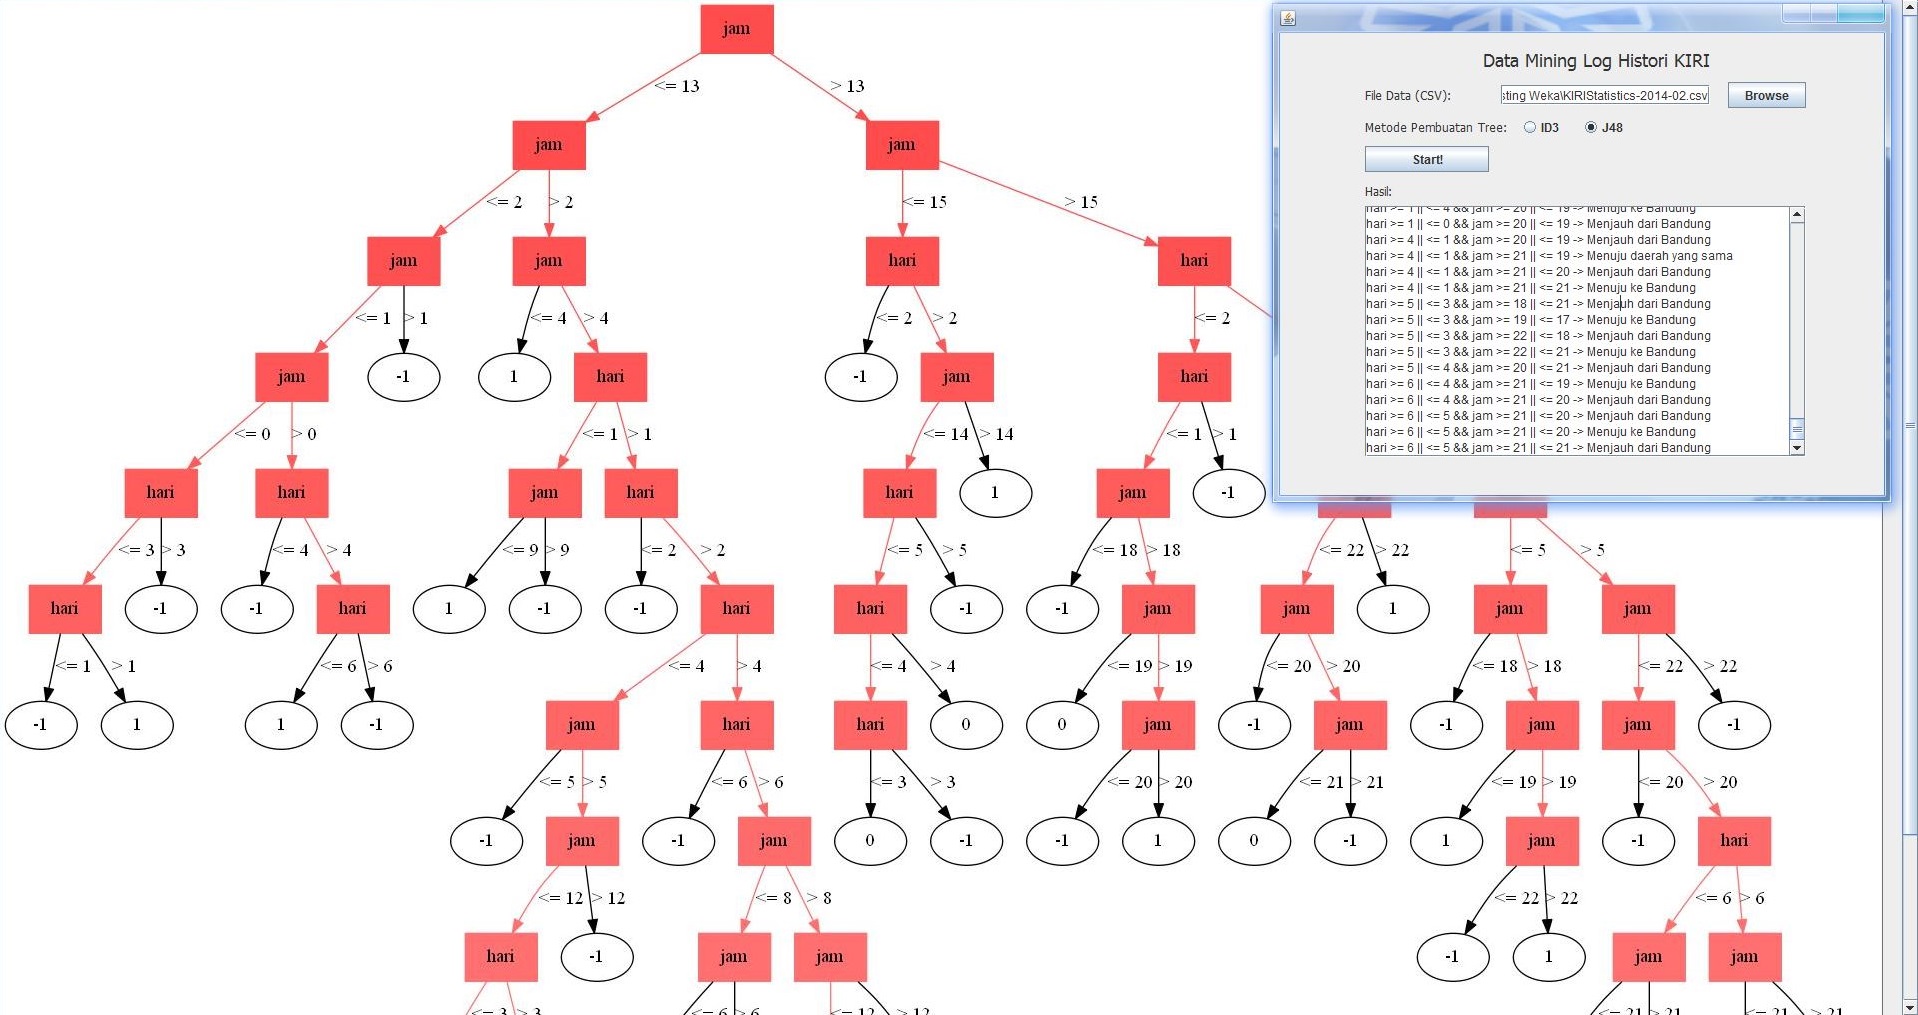 jam
<= 13 > 13
jam jam
<= 2 > 2 <= 15 > 15
jam jam hari hari
<= 1 > 1 <= 4 > 4 <= 2 > 2 <= 2
jam -1 1 hari -1 jam hari
<= 0 > 0 <= 1 > 1 <= 14 > 14 <= 1 > 1
hari hari jam hari hari 1 jam -1
<= 3 > 3 <= 4 > 4 <= 9 > 9 <= 2 > 2 <= 5 > 5 <= 18 > 18 <= 22 > 22 <= 5 > 5
hari -1 -1 hari 1 -1 -1 hari hari -1 -1 jam jam 1 jam jam
<= 1 > 1 <= 6 > 6 <= 4 > 4 <= 4 > 4 <= 19 > 19 <= 20 > 20 <= 18 > 18 <= 22 > 22
-1 1 1 -1 jam hari hari 0 0 jam -1 jam -1 jam jam -1
<= 5 > 5 <= 6 > 6 <= 3 > 3 <= 20 > 20 <= 21 > 21 <= 19 > 19 <= 20 > 20
-1 jam -1 jam 0 -1 -1 1 0 -1 1 jam -1 hari
<= 12 > 12 <= 8 > 8 <= 22 > 22 <= 6 > 6
hari -1 jam jam -1 1 jam jam
<= 3 > 3 <= 6 > 6 <= 12 > 12 <= 21 > 21 <= 21 > 21
Data Mining Log Histori KIRI
File Data (CSV): sting Weka\KIRIStatistics-2014-02.csv Browse
Metode Pembuatan Tree: ID3 J48
Start!
Hasil:
hari >= 1 || <= 4 && jam >= 20 || <= 19 -> Menuju ke Bandung
hari >= 1 || <= 0 && jam >= 20 || <= 19 -> Menjauh dari Bandung
hari >= 4 || <= 1 && jam >= 20 || <= 19 -> Menjauh dari Bandung
hari >= 4 || <= 1 && jam >= 21 || <= 19 -> Menuju daerah yang sama
hari >= 4 || <= 1 && jam >= 21 || <= 20 -> Menjauh dari Bandung
hari >= 4 || <= 1 && jam >= 21 || <= 21 -> Menuju ke Bandung
hari >= 5 || <= 3 && jam >= 18 || <= 21 -> Menjauh dari Bandung
hari >= 5 || <= 3 && jam >= 19 || <= 17 -> Menuju ke Bandung
hari >= 5 || <= 3 && jam >= 22 || <= 18 -> Menjauh dari Bandung
hari >= 5 || <= 3 && jam >= 22 || <= 21 -> Menuju ke Bandung
hari >= 5 || <= 4 && jam >= 20 || <= 21 -> Menjauh dari Bandung
hari >= 6 || <= 4 && jam >= 21 || <= 19 -> Menuju ke Bandung
hari >= 6 || <= 4 && jam >= 21 || <= 20 -> Menjauh dari Bandung
hari >= 6 || <= 5 && jam >= 21 || <= 20 -> Menjauh dari Bandung
hari >= 6 || <= 5 && jam >= 21 || <= 20 -> Menuju ke Bandung
hari >= 6 || <= 5 && jam >= 21 || <= 21 -> Menjauh dari Bandung